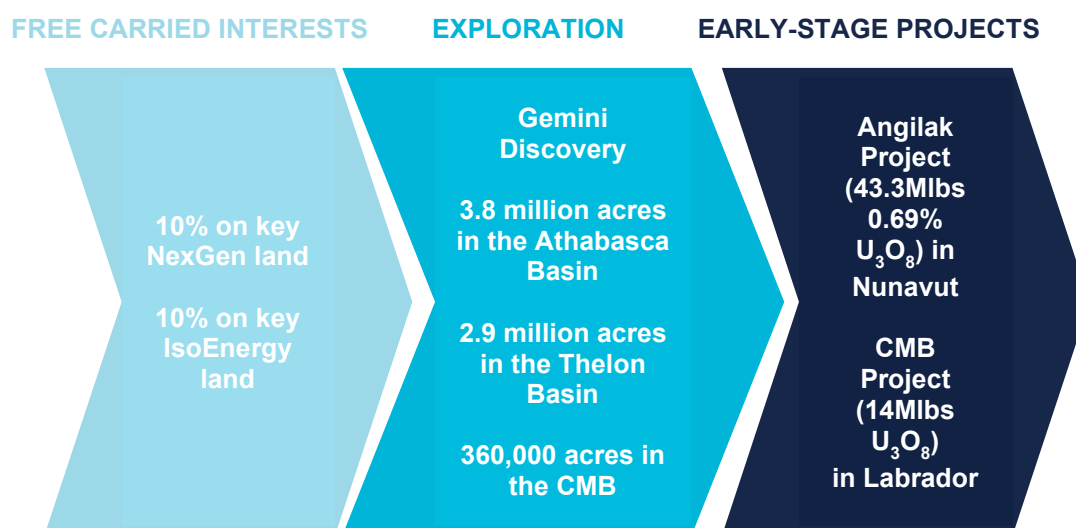 FREE CARRIED INTERESTS
EXPLORATION
EARLY-STAGE PROJECTS
10% on key
NexGen land
10% on key
IsoEnergy
land
Gemini
Discovery
3.8 million acres
in the Athabasca
Basin
2.9 million acres
in the Thelon
Basin
360,000 acres in
the CMB
Angilak
Project
(43.3Mlbs
0.69%
U₃O₈) in
Nunavut
CMB
Project
(14Mlbs
U₃O₈)
in Labrador